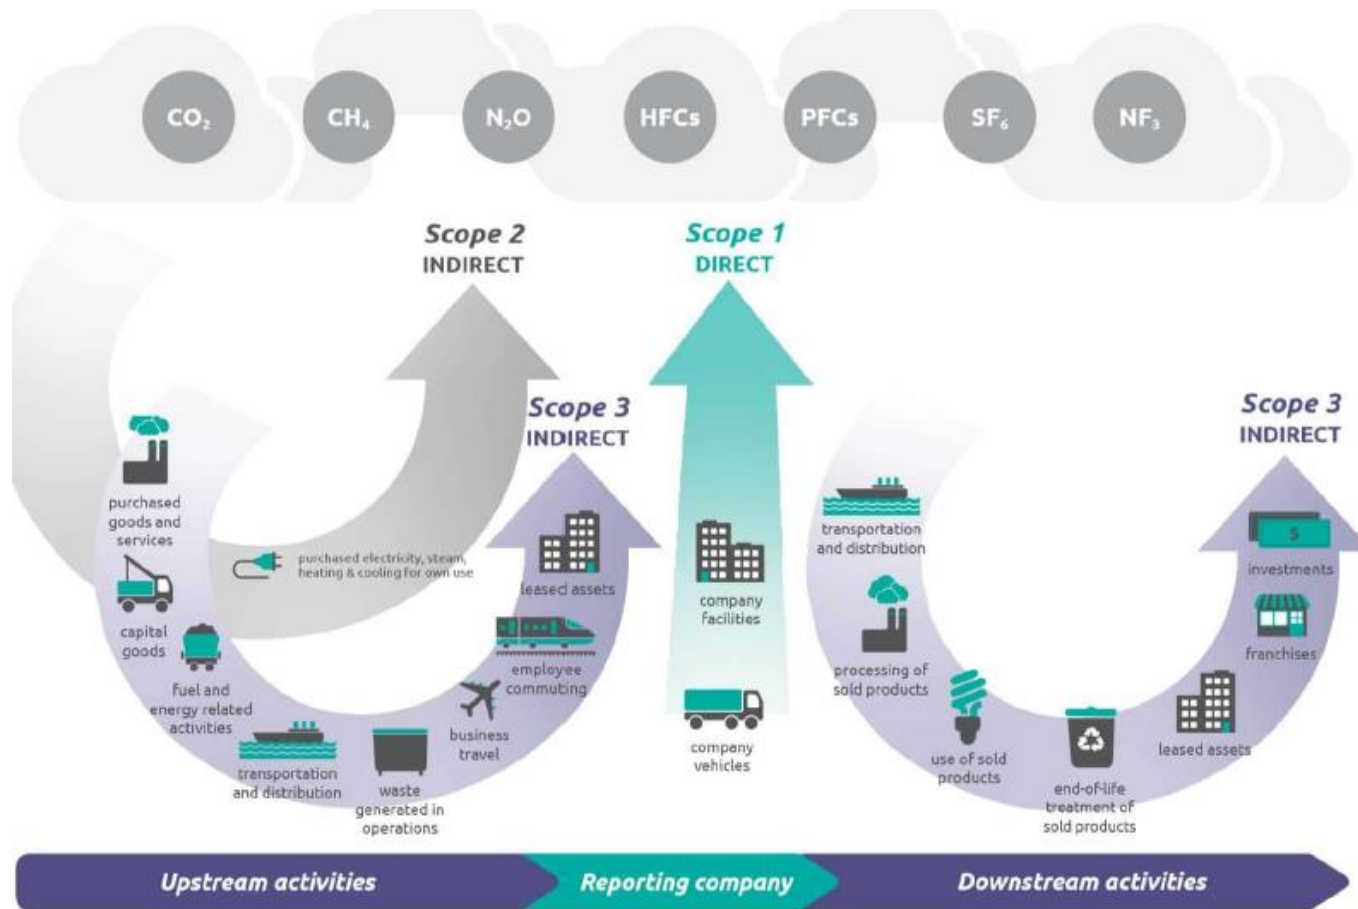 CO₂
CH₄
N₂O
HFCs
PFCs
SF₆
NF₃
Scope 2
INDIRECT
Scope 1
DIRECT
Scope 3
INDIRECT
Scope 3
INDIRECT
purchased
goods and
services
capital
goods
fuel and
energy related
activities
transportation
and distribution
waste
generated in
operations
business
travel
employee
commuting
leased assets
purchased electricity, steam,
heating & cooling for own use
company
facilities
company
vehicles
transportation
and distribution
processing of
sold products
use of sold
products
end-of-life
treatment of
sold products
leased assets
franchises
investments
$
Upstream activities
Reporting company
Downstream activities